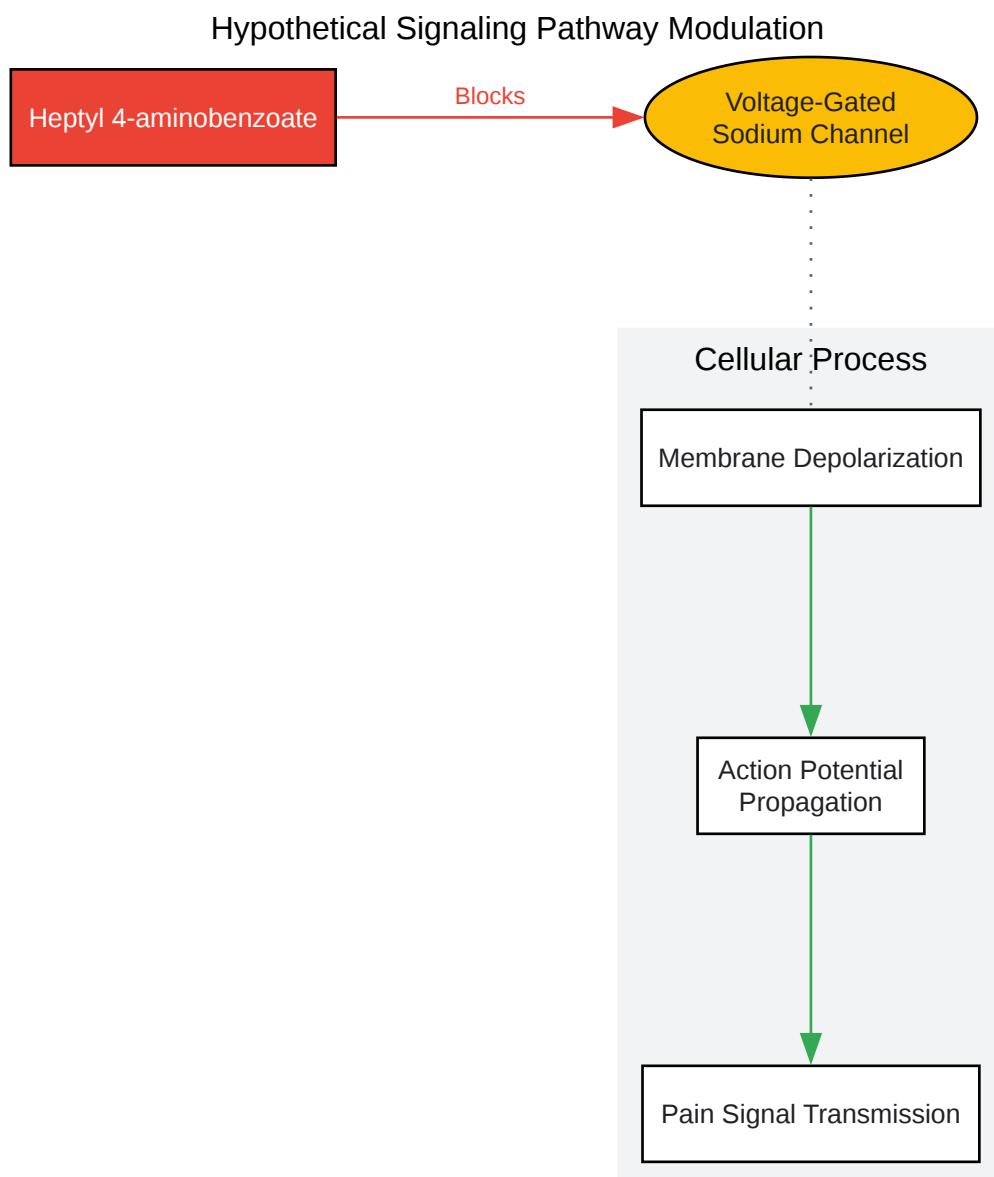 Hypothetical Signaling Pathway Modulation
Heptyl 4-aminobenzoate
Blocks
Voltage-Gated
Sodium Channel
Cellular Process
Membrane Depolarization
Action Potential
Propagation
Pain Signal Transmission